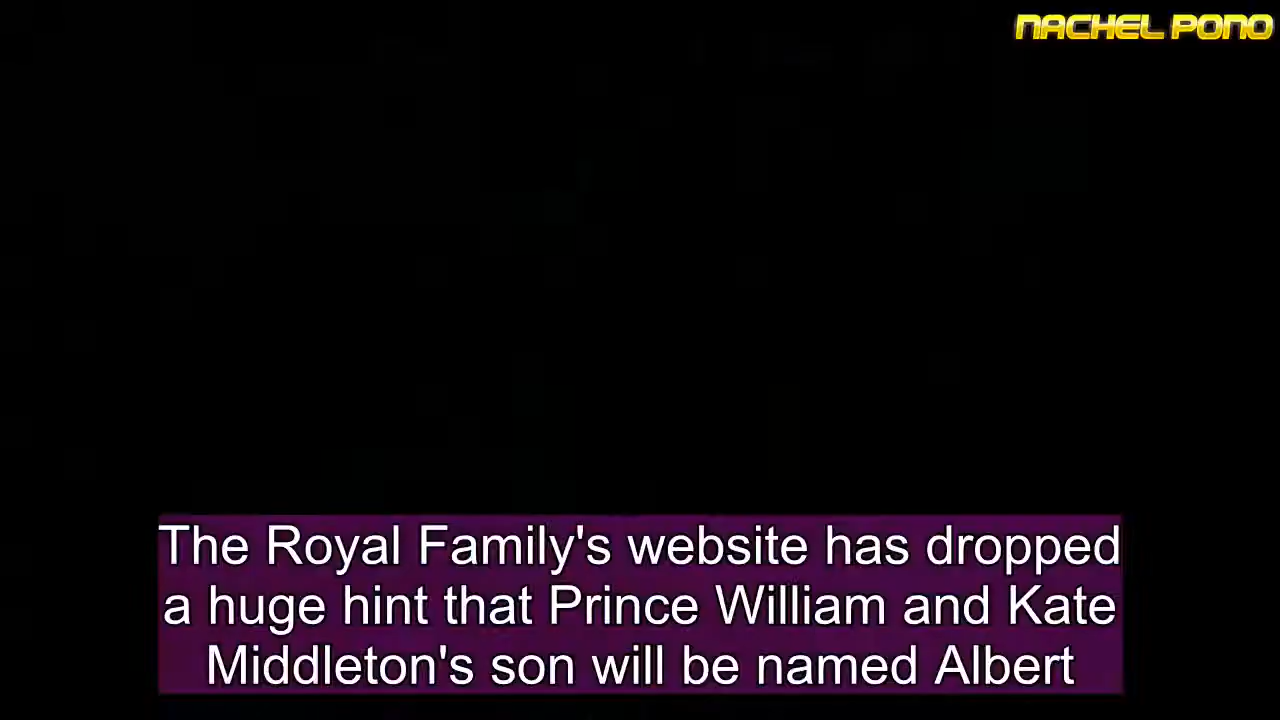 NACHEL PONO
The Royal Family's website has dropped
a huge hint that Prince William and Kate
Middleton's son will be named Albert